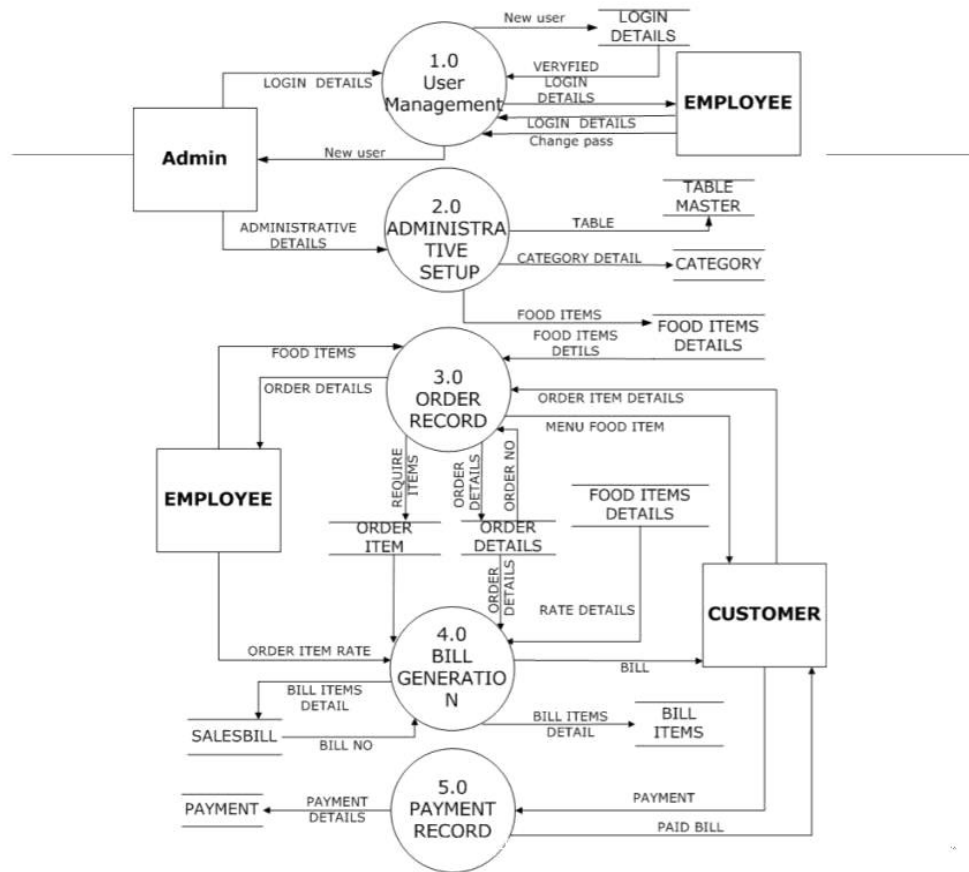 New user
LOGIN
DETAILS
1.0
User
Management
VERYFIED
LOGIN
DETAILS
LOGIN DETAILS
EMPLOYEE
LOGIN DETAILS
Change pass
Admin
New user
TABLE
MASTER
2.0
ADMINISTRA
TIVE
SETUP
ADMINISTRATIVE
DETAILS
TABLE
CATEGORY DETAIL
CATEGORY
FOOD ITEMS
FOOD ITEMS
DETAILS
FOOD ITEMS
DETILS
FOOD ITEMS
3.0
ORDER
RECORD
ORDER DETAILS
ORDER ITEM DETAILS
MENU FOOD ITEM
REQUIRE
ITEMS
ORDER
DETAILS
ORDER NO
EMPLOYEE
FOOD ITEMS
DETAILS
ORDER
ITEM
ORDER
DETAILS
ORDER
DETAILS
RATE DETAILS
CUSTOMER
4.0
BILL
GENERATIO
N
ORDER ITEM RATE
BILL
BILL ITEMS
DETAIL
SALESBILL
BILL NO
BILL ITEMS
DETAIL
BILL
ITEMS
5.0
PAYMENT
RECORD
PAYMENT
PAYMENT
DETAILS
PAYMENT
PAID BILL